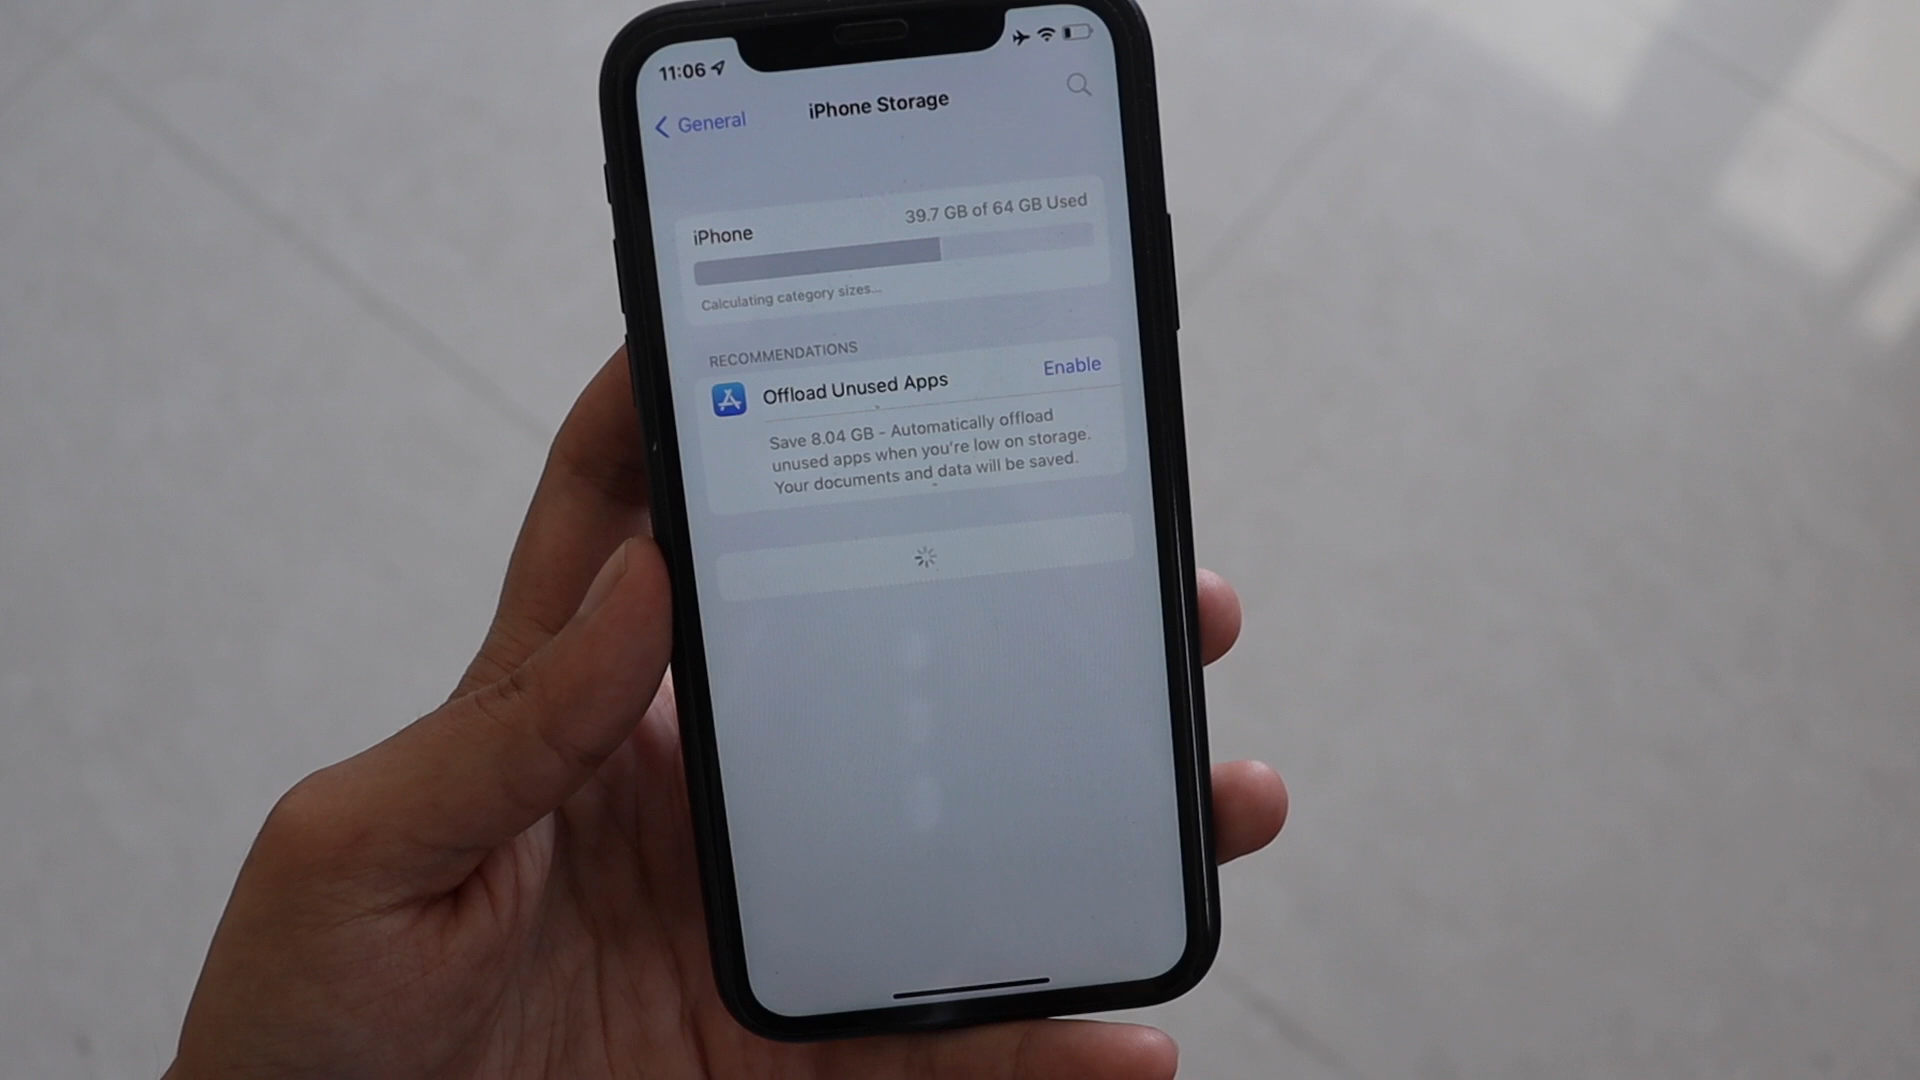 11:06
General
iPhone Storage
iPhone
39.7 GB of 64 GB Used
Calculating category sizes...
RECOMMENDATIONS
Offload Unused Apps
Enable
Save 8.04 GB - Automatically offload
unused apps when you're low on storage.
Your documents and data will be saved.